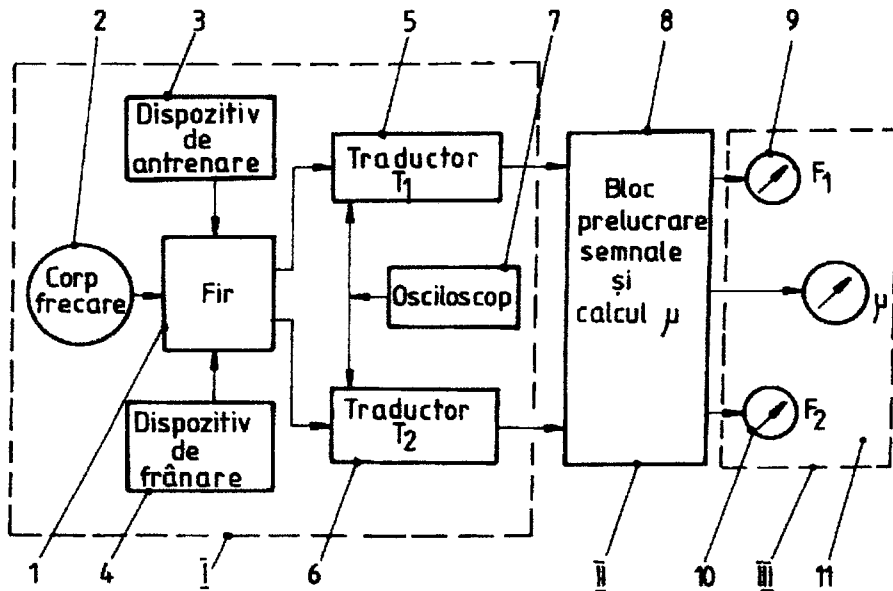 2 3 5 7 8 9
Dispozitiv
de
antrenare
Traductor
T1
Bloc
prelucrare
semnale
și
calcul μ
F1
Corp
frecare
Fir
Osciloscop
μ
Dispozitiv
de
frânare
Traductor
T2
F2
1 4 I 6 II 10 III 11